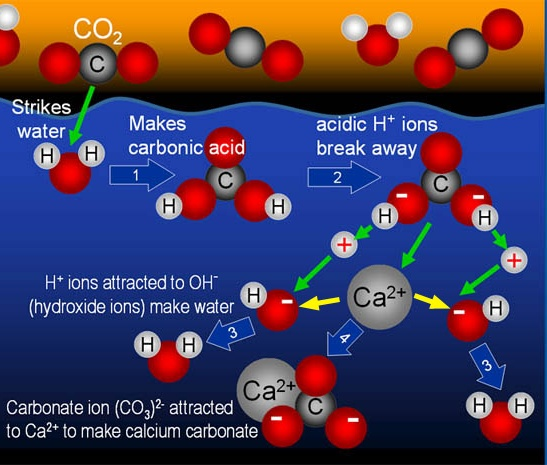 CO₂
C
Strikes
water
H H
Makes
carbonic acid
1
C
H H
acidic H⁺ ions
break away
2
C
- -
H H
+ +
H⁺ ions attracted to OH⁻
(hydroxide ions) make water
H -
Ca²⁺
- H
3
H H
4
3
Ca²⁺
C
- -
H H
Carbonate ion (CO₃)²⁻ attracted
to Ca²⁺ to make calcium carbonate